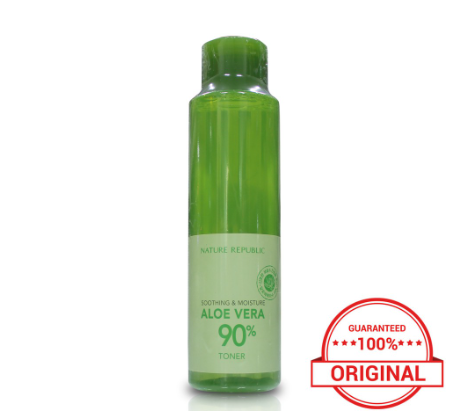 NATURE REPUBLIC
SOOTHING & MOISTURE
ALOE VERA
90%
TONER
GUARANTEED
100%
ORIGINAL